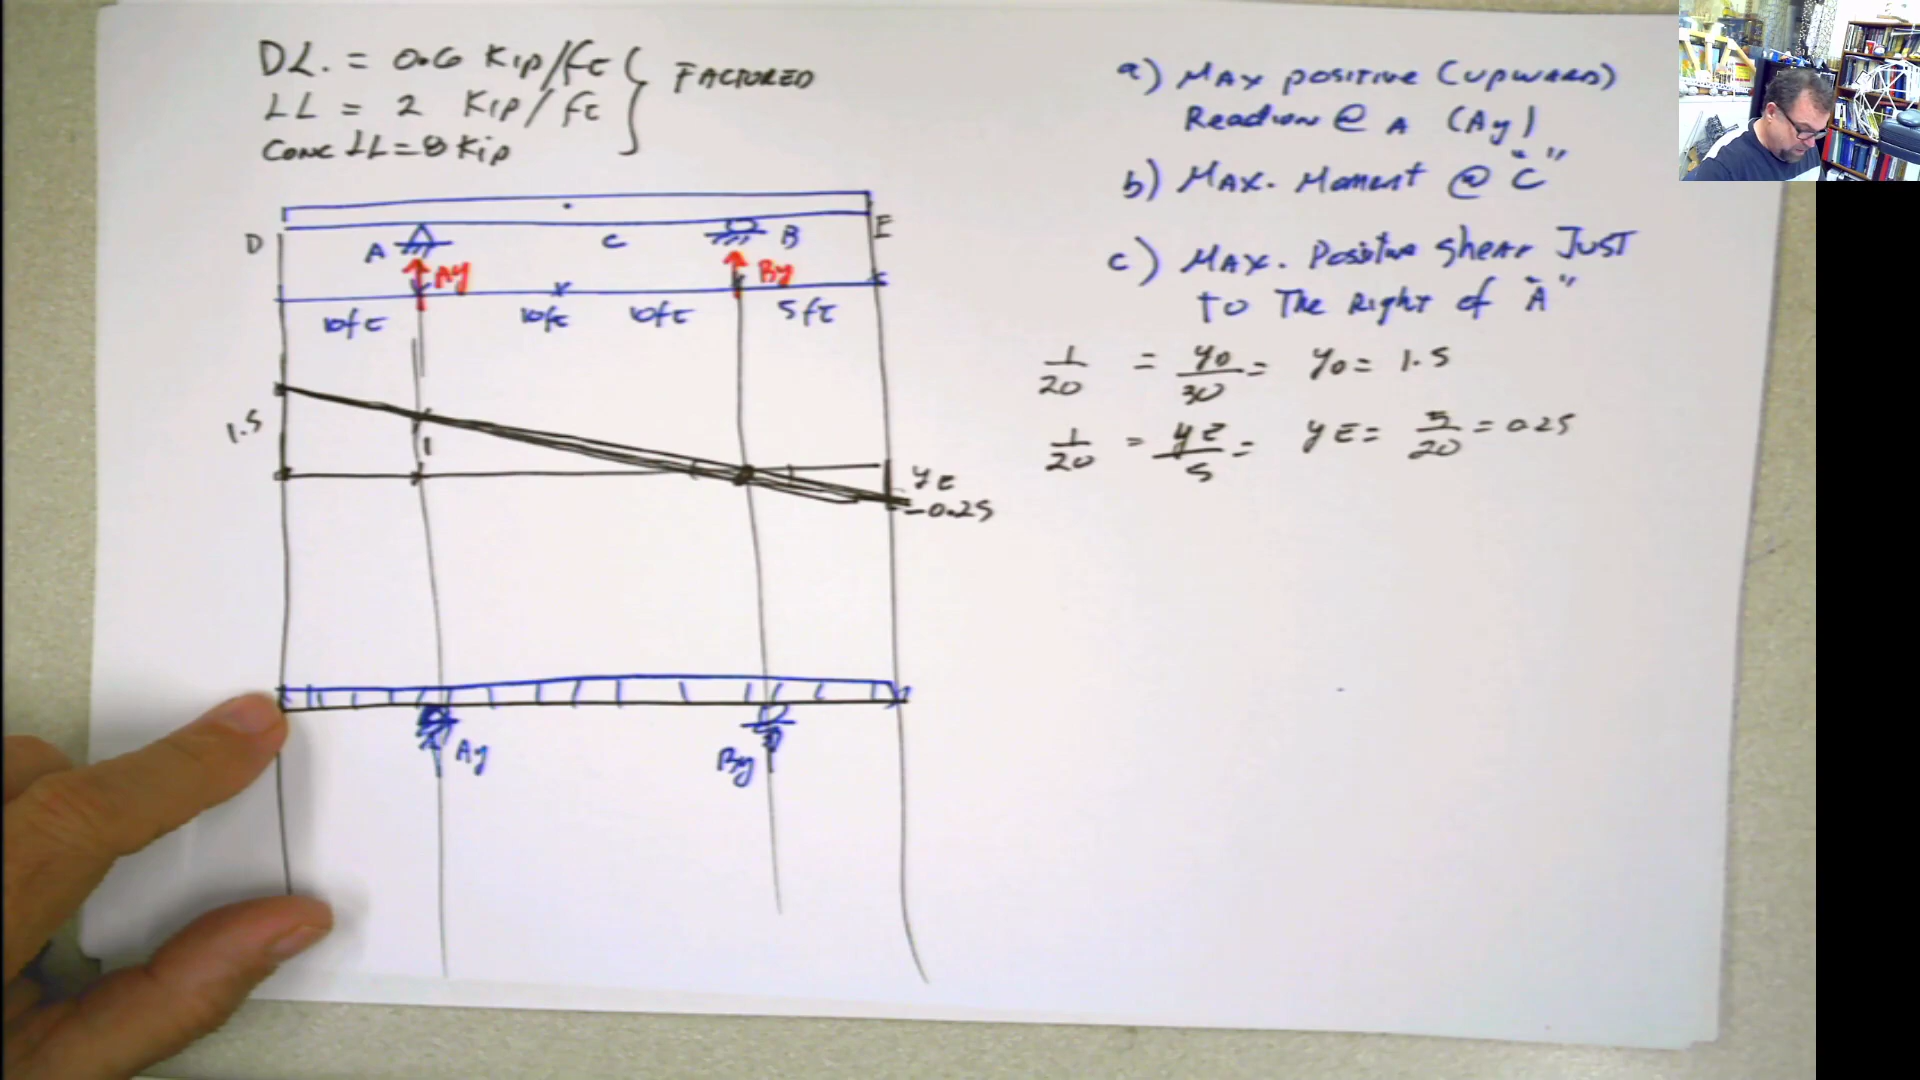 DL. = 0.6 Kip/ft
LL = 2 Kip/ft
CONC LL = 8 Kip
FACTORED
a) MAX positive (upward)
Reaction @ A (Ay)
b) MAX. Moment @ "C"
c) MAX. Positive shear JUST
to The Right of "A"
D
A
C
B
E
Ay
By
10ft
10ft
10ft
5ft
1/20 = yD/30 = yD = 1.5
1/20 = yE/5 = yE = 5/20 = 0.25
1.5
1
yE
-0.25
Ay
By